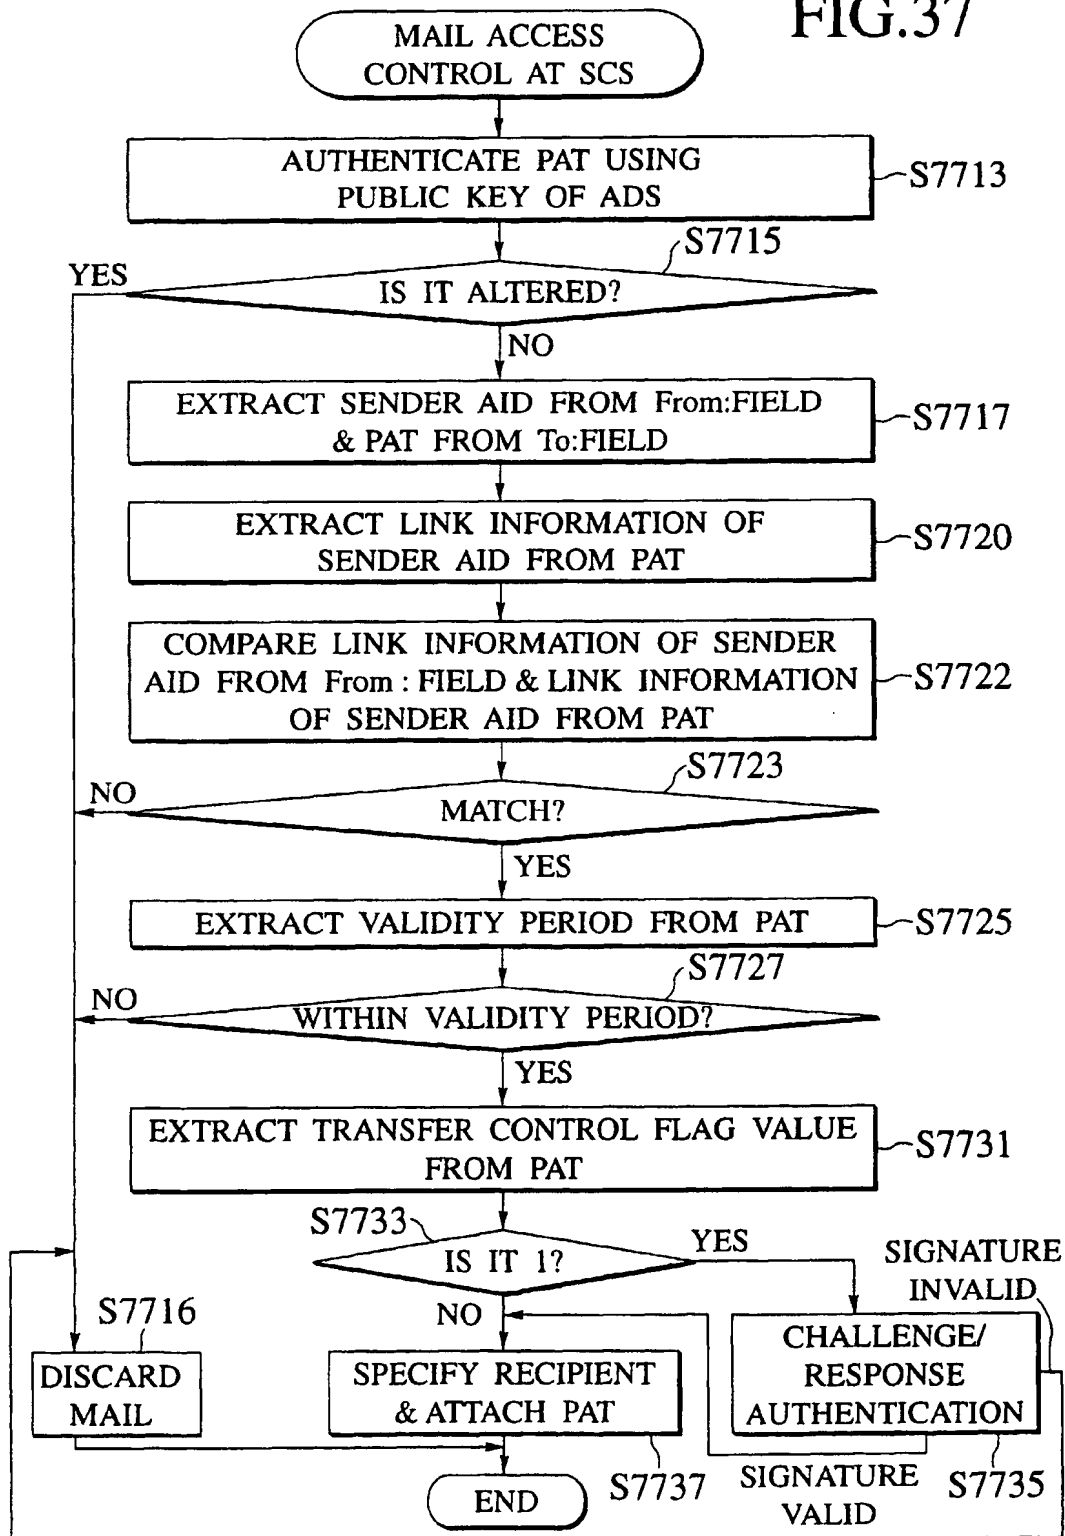 FIG.37
MAIL ACCESS
CONTROL AT SCS
AUTHENTICATE PAT USING
PUBLIC KEY OF ADS
S7713
S7715
YES
IS IT ALTERED?
NO
EXTRACT SENDER AID FROM From:FIELD
& PAT FROM To:FIELD
S7717
EXTRACT LINK INFORMATION OF
SENDER AID FROM PAT
S7720
COMPARE LINK INFORMATION OF SENDER
AID FROM From : FIELD & LINK INFORMATION
OF SENDER AID FROM PAT
S7722
S7723
NO
MATCH?
YES
EXTRACT VALIDITY PERIOD FROM PAT
S7725
S7727
NO
WITHIN VALIDITY PERIOD?
YES
EXTRACT TRANSFER CONTROL FLAG VALUE
FROM PAT
S7731
S7733
IS IT 1?
YES
SIGNATURE
INVALID
NO
S7716
DISCARD
MAIL
SPECIFY RECIPIENT
& ATTACH PAT
CHALLENGE/
RESPONSE
AUTHENTICATION
S7737
SIGNATURE
VALID
S7735
END